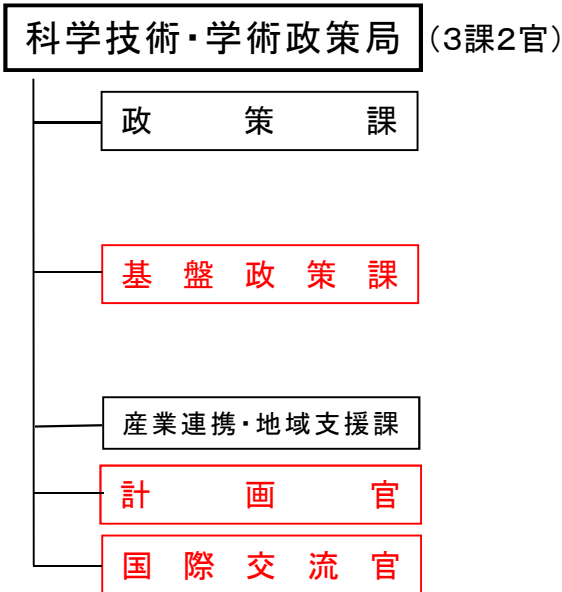 科学技術・学術政策局（3課2官）
政策課
基盤政策課
産業連携・地域支援課
計画官
国際交流官